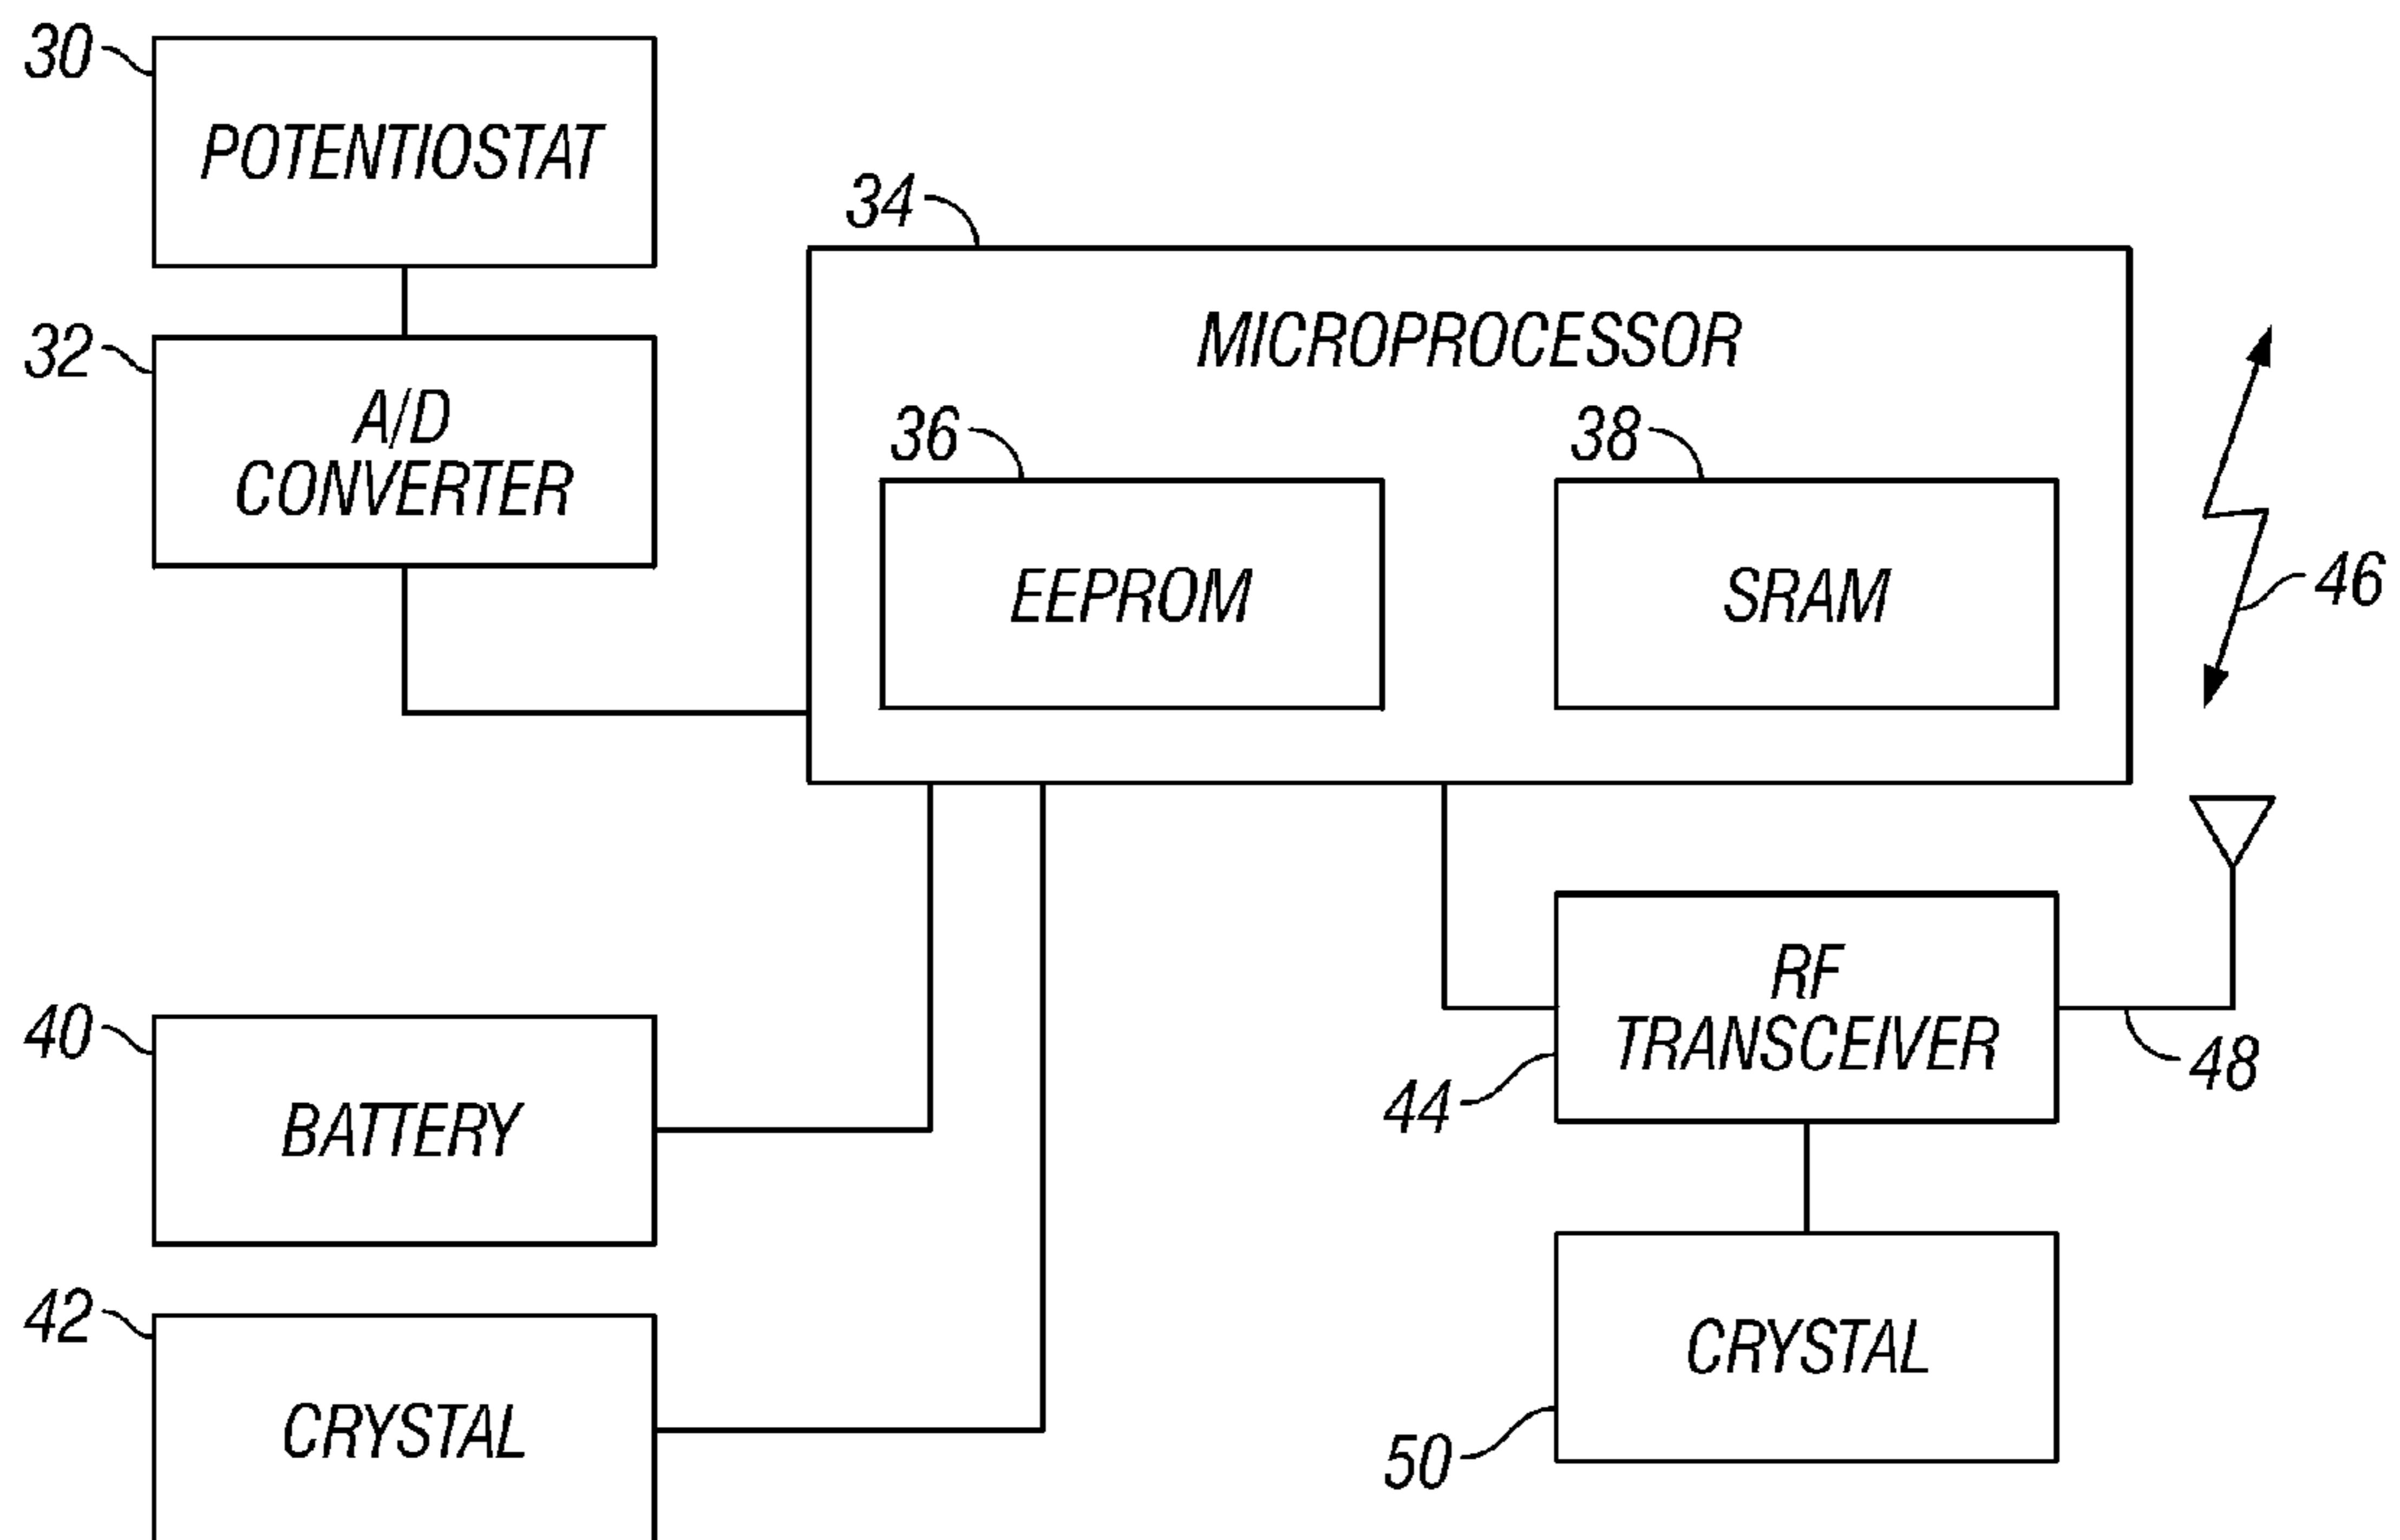 30
POTENTIOSTAT
32
A/D
CONVERTER
34
MICROPROCESSOR
36
EEPROM
38
SRAM
46
40
BATTERY
42
CRYSTAL
RF
TRANSCEIVER
44
48
CRYSTAL
50